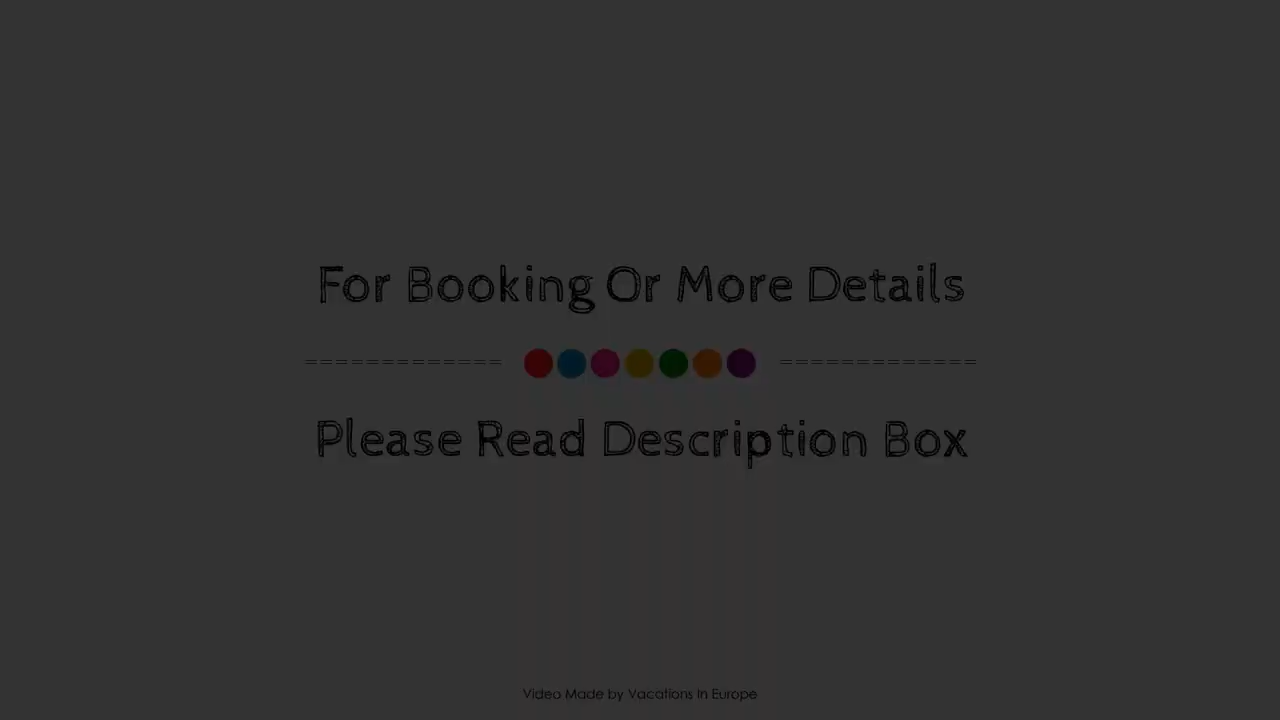 For Booking Or More Details
Please Read Description Box
Video Made by Vacations In Europe